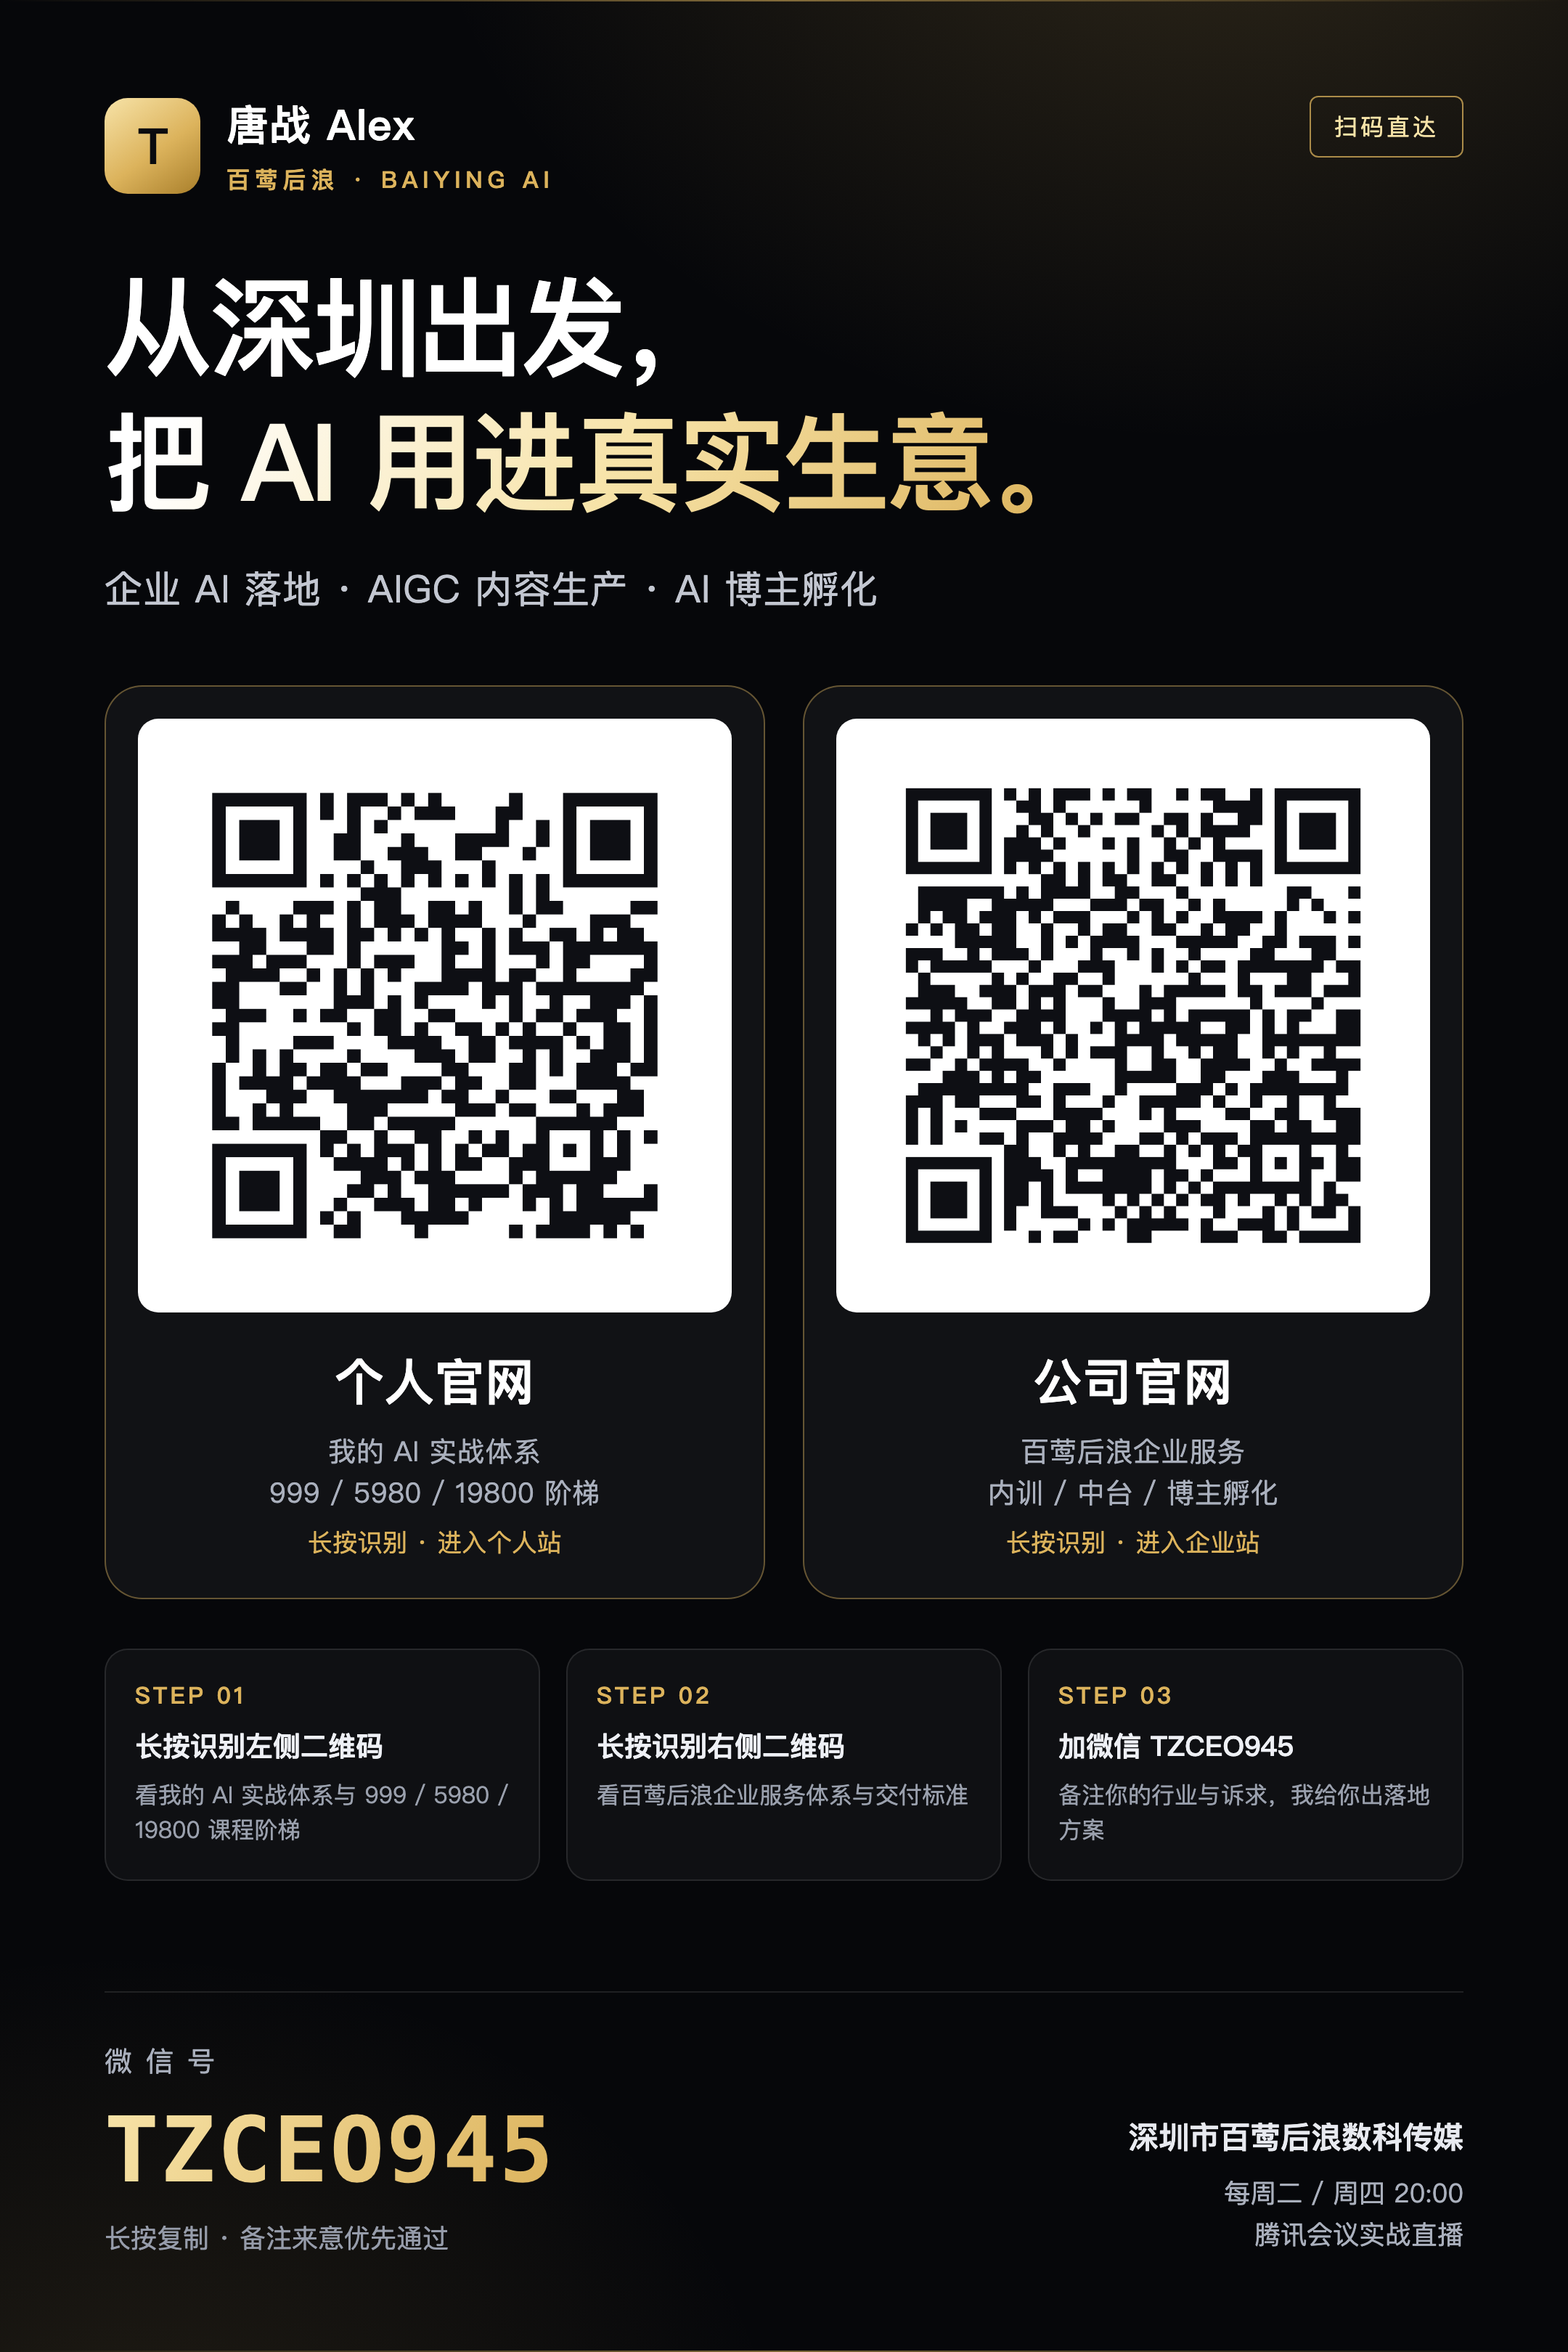 T
唐战 Alex
百莺后浪 · BAIYING AI
扫码直达
从深圳出发，
把 AI 用进真实生意。
企业 AI 落地 · AIGC 内容生产 · AI 博主孵化
个人官网
我的 AI 实战体系
999 / 5980 / 19800 阶梯
长按识别 · 进入个人站
公司官网
百莺后浪企业服务
内训 / 中台 / 博主孵化
长按识别 · 进入企业站
STEP 01
长按识别左侧二维码
看我的 AI 实战体系与 999 / 5980 /
19800 课程阶梯
STEP 02
长按识别右侧二维码
看百莺后浪企业服务体系与交付标准
STEP 03
加微信 TZCEO945
备注你的行业与诉求，我给你出落地
方案
微信号
TZCEO945
长按复制 · 备注来意优先通过
深圳市百莺后浪数科传媒
每周二 / 周四 20:00
腾讯会议实战直播